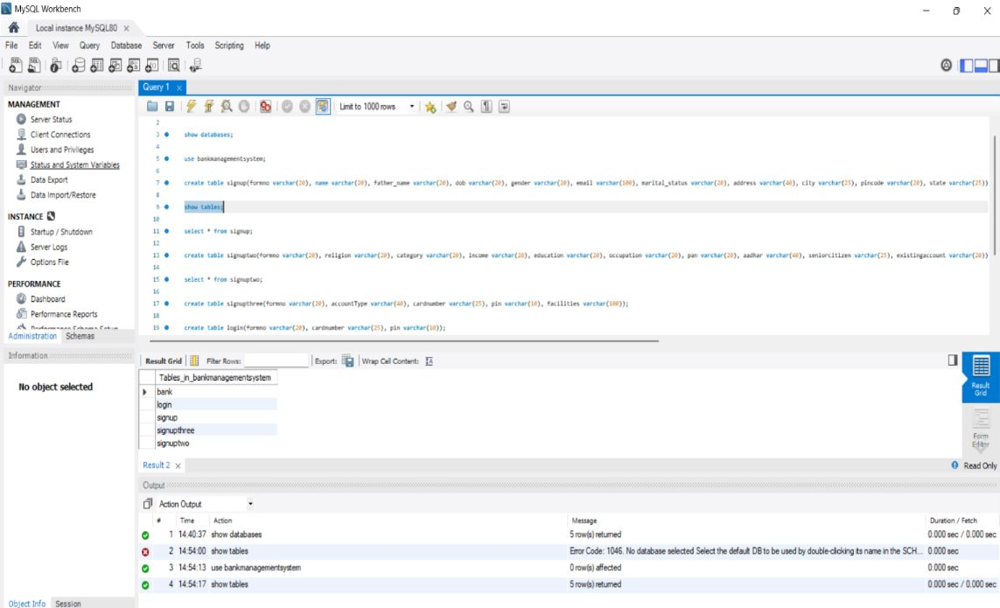 MySQL Workbench
Local instance MySQL80
File Edit View Query Database Server Tools Scripting Help
Navigator
MANAGEMENT
Server Status
Client Connections
Users and Privileges
Status and System Variables
Data Export
Data Import/Restore
INSTANCE
Startup / Shutdown
Server Logs
Options File
PERFORMANCE
Dashboard
Performance Reports
Performance Schema Setup
Administration Schemas
Information
No object selected
Object Info Session
Query 1
Limit to 1000 rows
2
3 show databases;
4
5 use bankmanagementsystem;
6
7 create table signup(formno varchar(20), name varchar(20), father_name varchar(20), dob varchar(20), gender varchar(20), email varchar(100), marital_status varchar(20), address varchar(40), city varchar(25), pincode varchar(20), state varchar(25))
8
9 show tables;
10
11 select * from signup;
12
13 create table signuptwo(formno varchar(20), religion varchar(20), category varchar(20), income varchar(20), education varchar(20), occupation varchar(20), pan varchar(20), aadhar varchar(40), seniorcitizen varchar(25), existingaccount varchar(20))
14
15 select * from signuptwo;
16
17 create table signupthree(formno varchar(20), accountType varchar(40), cardnumber varchar(25), pin varchar(10), facilities varchar(100));
18
19 create table login(formno varchar(20), cardnumber varchar(25), pin varchar(10));
Result Grid Filter Rows: Export: Wrap Cell Content:
Tables_in_bankmanagementsystem
bank
login
signup
signupthree
signuptwo
Result Grid
Form Editor
Result 2
Read Only
Output
Action Output
# Time Action Message Duration / Fetch
1 14:40:37 show databases 5 row(s) returned 0.000 sec / 0.000 sec
2 14:54:00 show tables Error Code: 1046. No database selected Select the default DB to be used by double-clicking its name in the SCH... 0.000 sec
3 14:54:13 use bankmanagementsystem 0 row(s) affected 0.000 sec
4 14:54:17 show tables 5 row(s) returned 0.000 sec / 0.000 sec